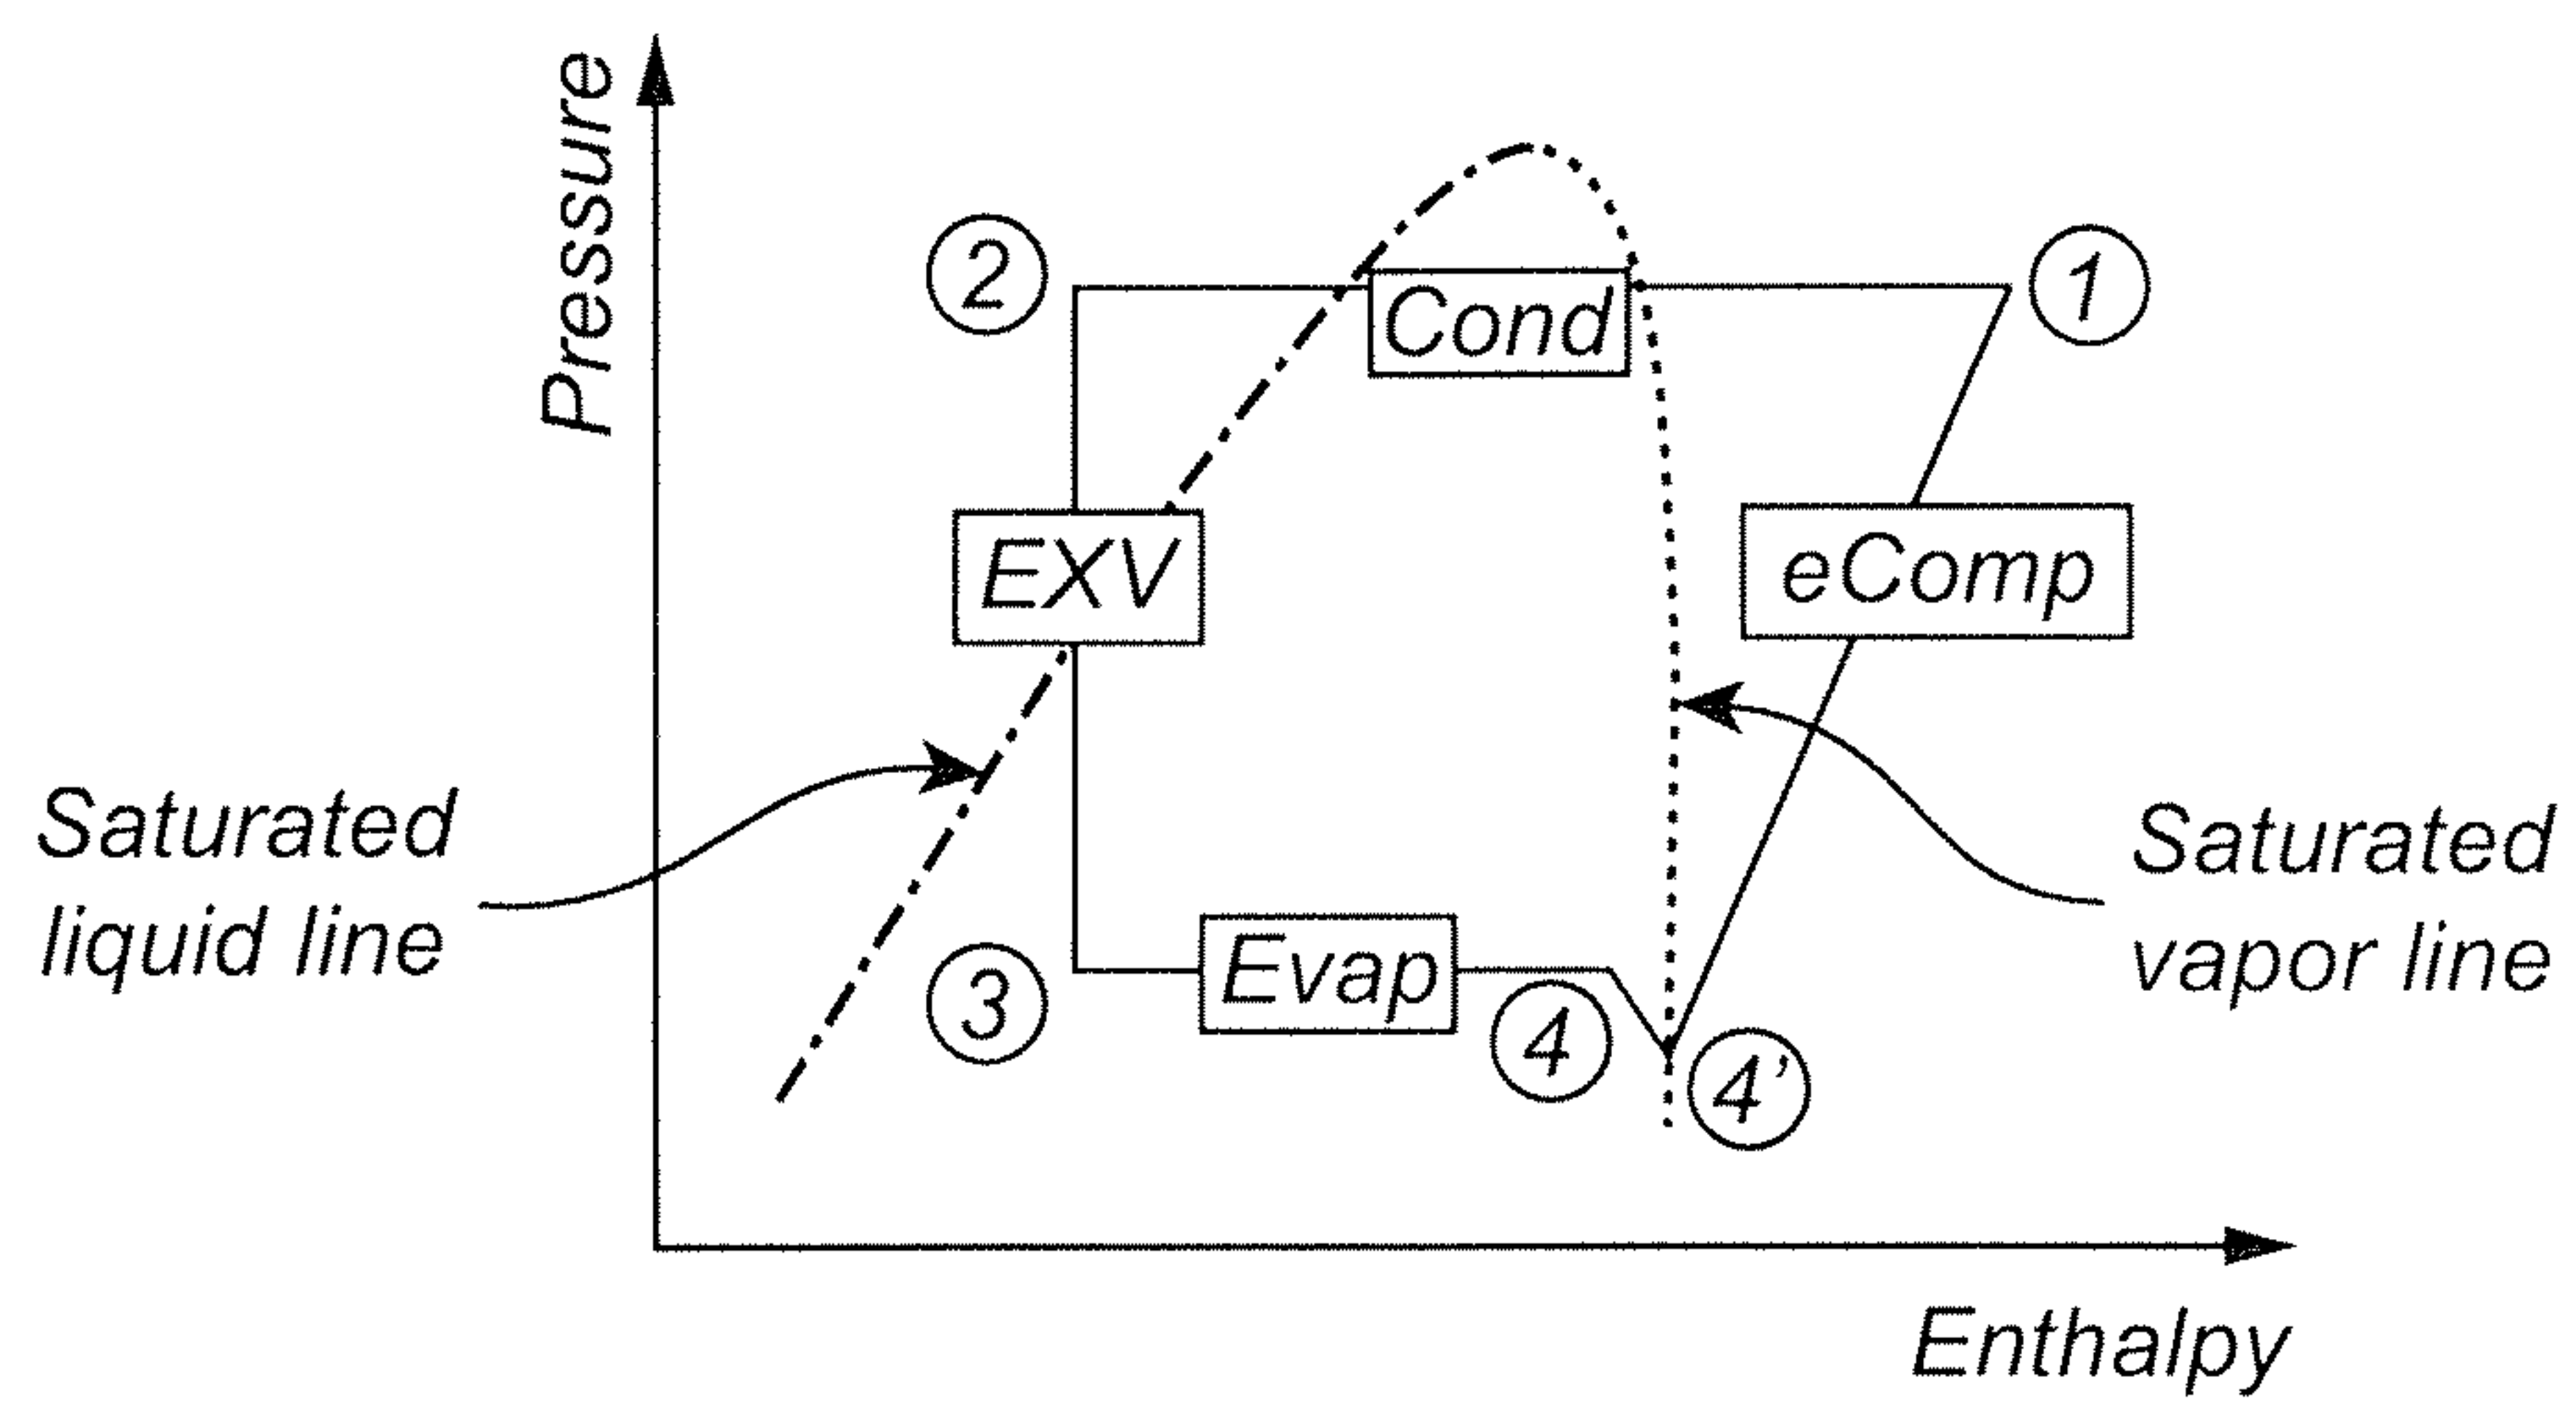 Pressure
2
Cond
1
EXV
eComp
Saturated
liquid line
Saturated
vapor line
3
Evap
4
4'
Enthalpy